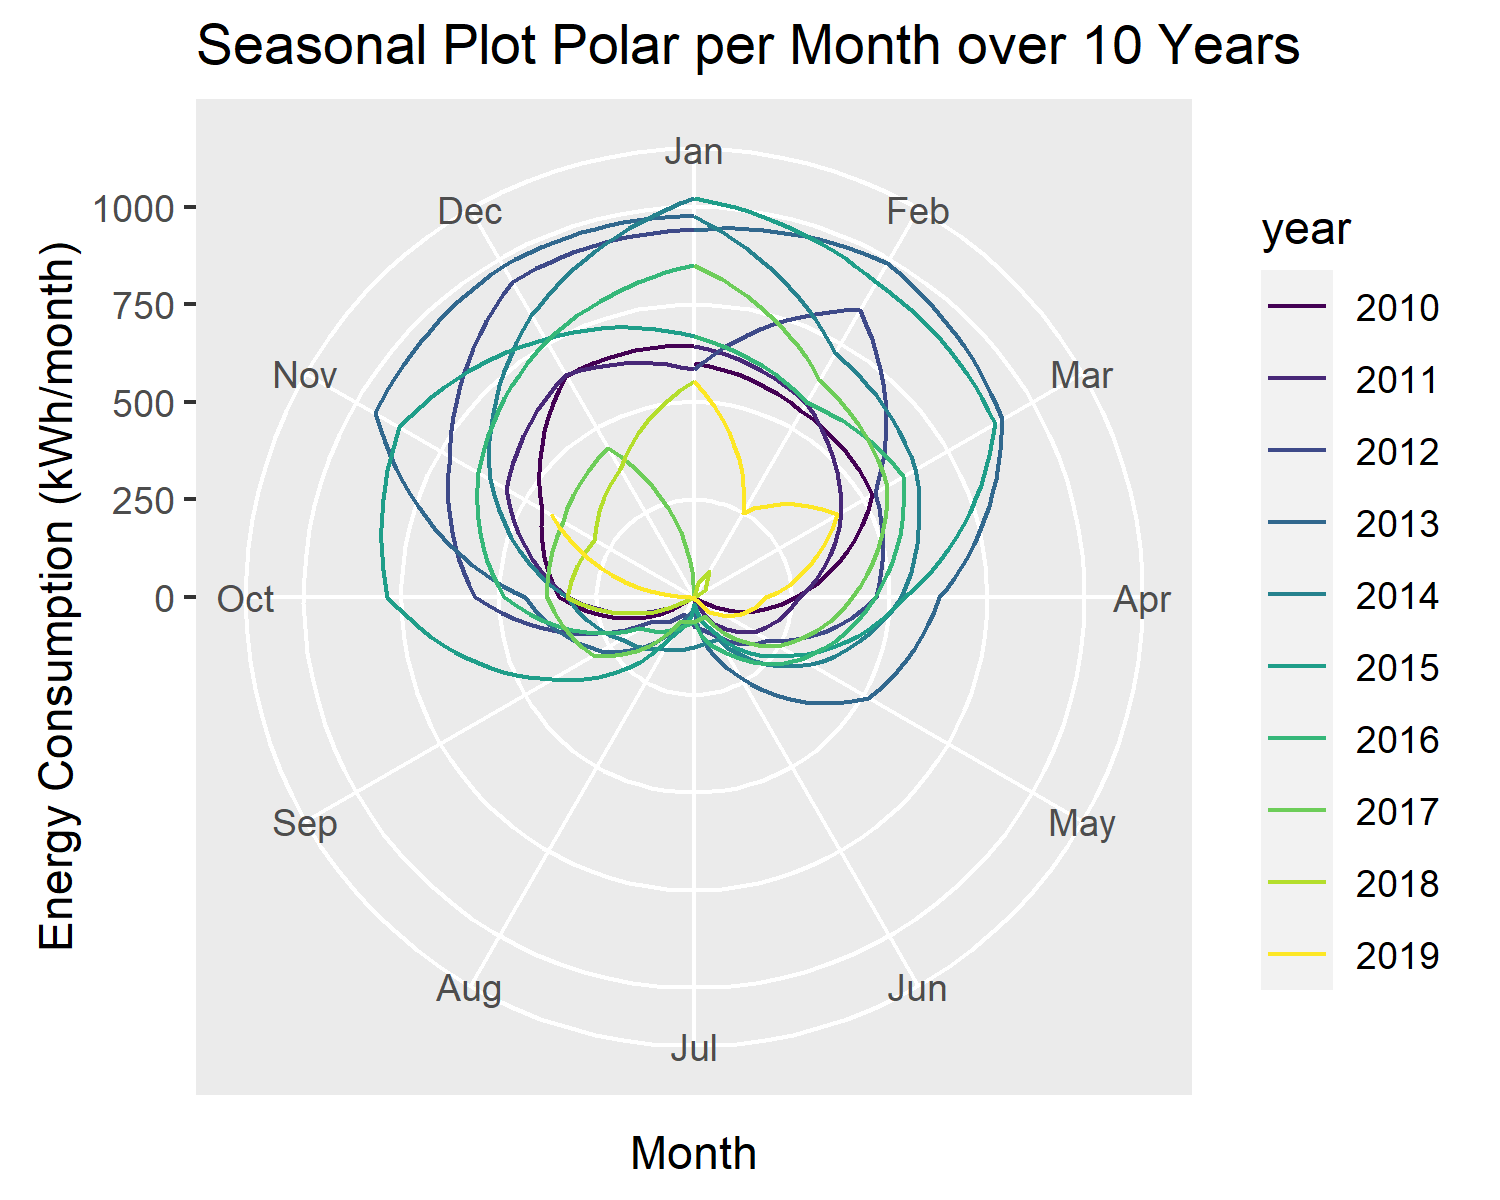 Seasonal Plot Polar per Month over 10 Years
Energy Consumption (kWh/month)
1000
750
500
250
0
Jan
Feb
Mar
Apr
May
Jun
Jul
Aug
Sep
Oct
Nov
Dec
Month
year
2010
2011
2012
2013
2014
2015
2016
2017
2018
2019